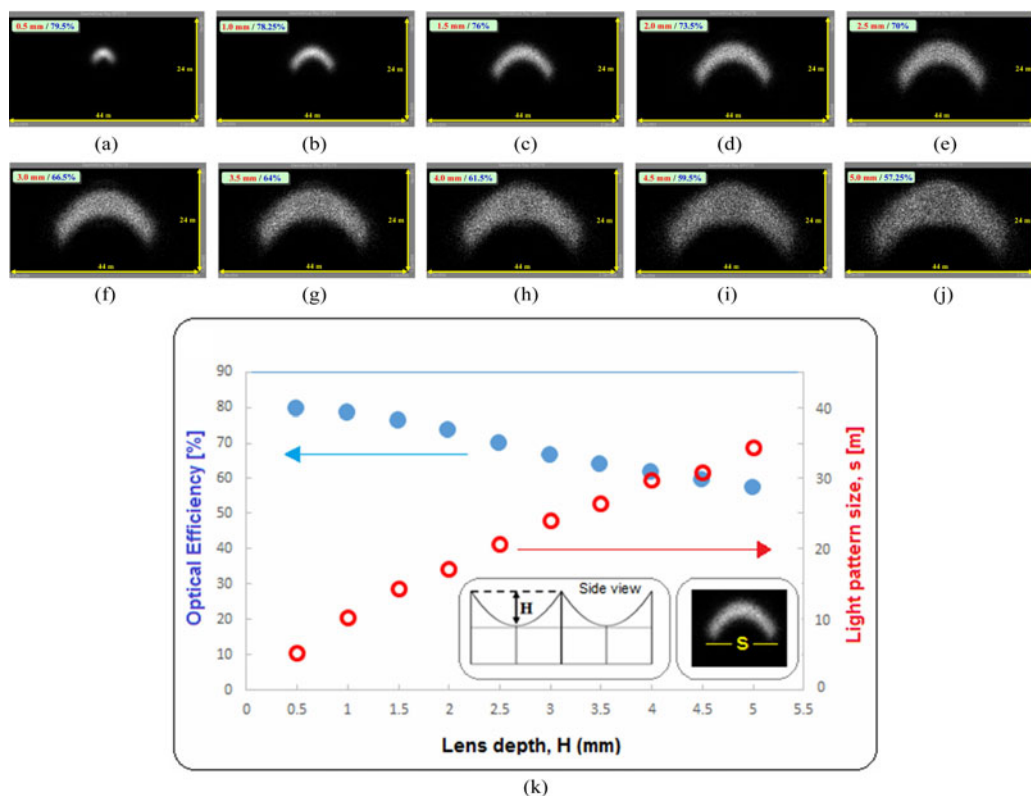 0.5 mm / 79.5%
24 m
44 m
1.0 mm / 78.25%
24 m
44 m
1.5 mm / 76%
24 m
44 m
2.0 mm / 73.5%
24 m
44 m
2.5 mm / 70%
24 m
44 m
(a)
(b)
(c)
(d)
(e)
3.0 mm / 66.5%
24 m
44 m
3.5 mm / 64%
24 m
44 m
4.0 mm / 61.5%
24 m
44 m
4.5 mm / 59.5%
24 m
44 m
5.0 mm / 57.25%
24 m
44 m
(f)
(g)
(h)
(i)
(j)
Optical Efficiency [%]
90
80
70
60
50
40
30
20
10
0
40
30
20
10
0
Light pattern size, s [m]
Side view
H
S
0 0.5 1 1.5 2 2.5 3 3.5 4 4.5 5 5.5
Lens depth, H (mm)
(k)